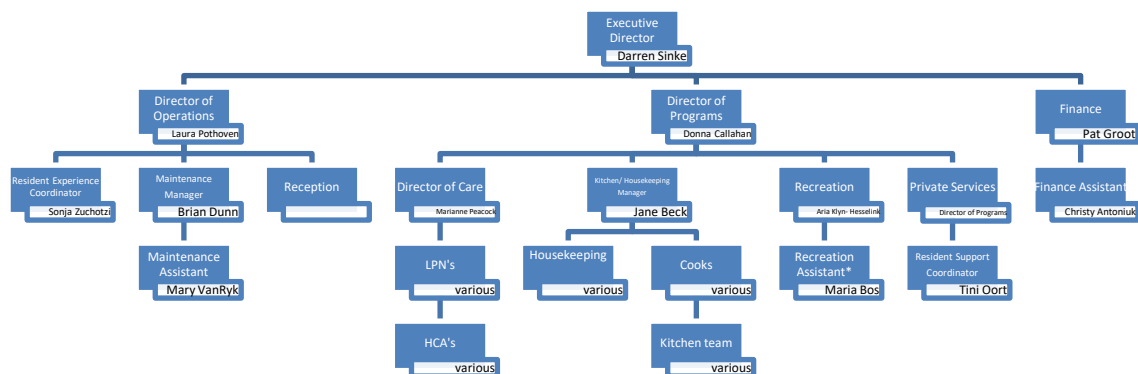 Executive
Director
Darren Sinke
Director of
Operations
Laura Pothoven
Director of
Programs
Donna Callahan
Finance
Pat Groot
Resident Experience
Coordinator
Sonja Zuchotzi
Maintenance
Manager
Brian Dunn
Reception
Director of Care
Marianne Peacock
Kitchen/ Housekeeping
Manager
Jane Beck
Recreation
Aria Klyn- Hesselink
Private Services
Director of Programs
Finance Assistant
Christy Antoniuk
Maintenance
Assistant
Mary VanRyk
LPN's
various
Housekeeping
various
Cooks
various
Recreation
Assistant*
Maria Bos
Resident Support
Coordinator
Tini Oort
HCA's
various
Kitchen team
various